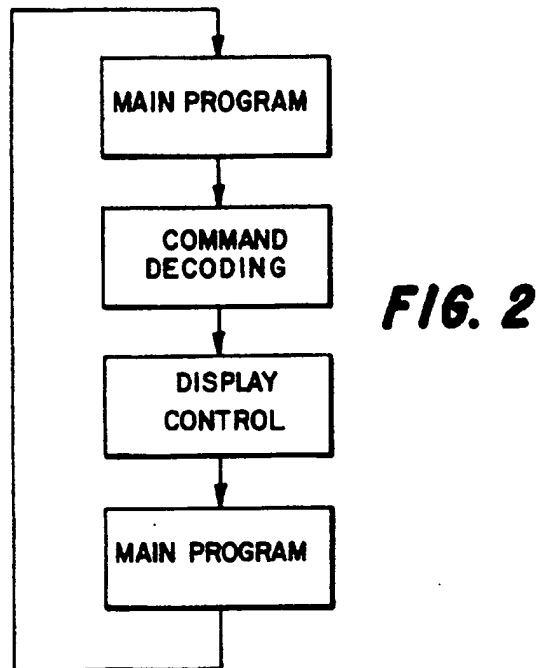 MAIN PROGRAM
COMMAND
DECODING
FIG. 2
DISPLAY
CONTROL
MAIN PROGRAM